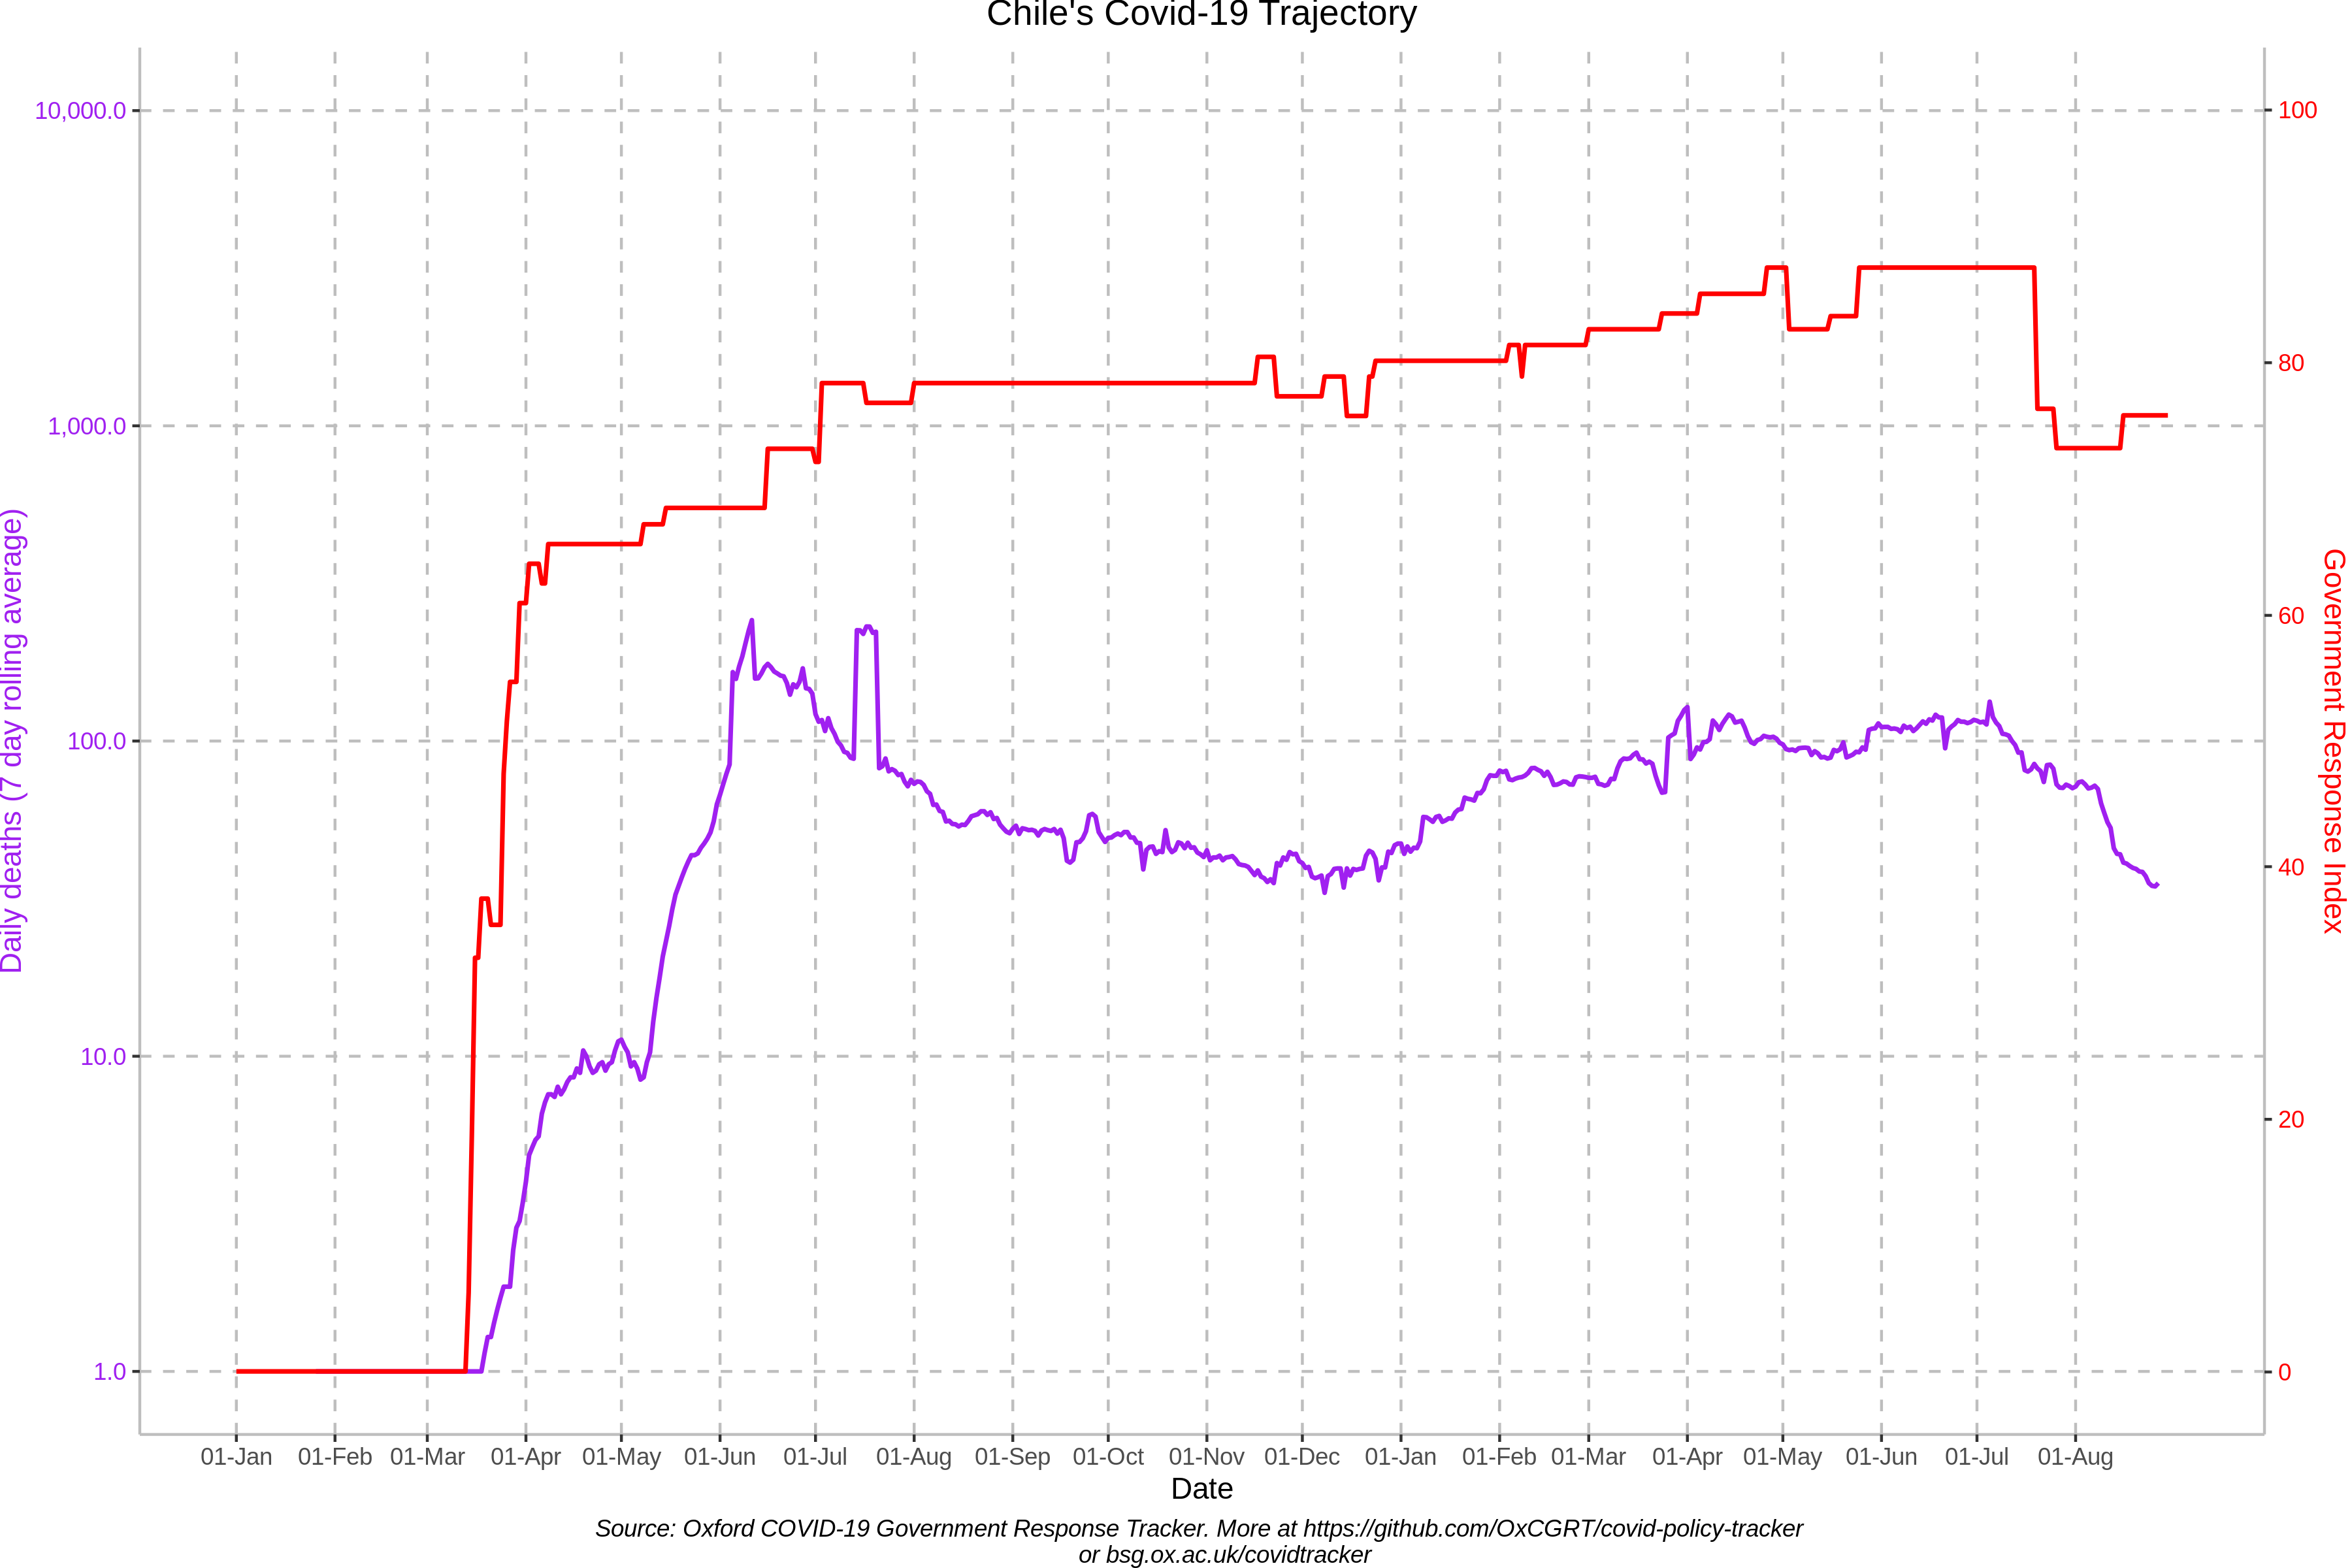 Chile's Covid-19 Trajectory
10,000.0
1,000.0
100.0
10.0
1.0
Daily deaths (7 day rolling average)
100
80
60
40
20
0
Government Response Index
01-Jan 01-Feb 01-Mar 01-Apr 01-May 01-Jun 01-Jul 01-Aug 01-Sep 01-Oct 01-Nov 01-Dec 01-Jan 01-Feb 01-Mar 01-Apr 01-May 01-Jun 01-Jul 01-Aug
Date
Source: Oxford COVID-19 Government Response Tracker. More at https://github.com/OxCGRT/covid-policy-tracker
or bsg.ox.ac.uk/covidtracker